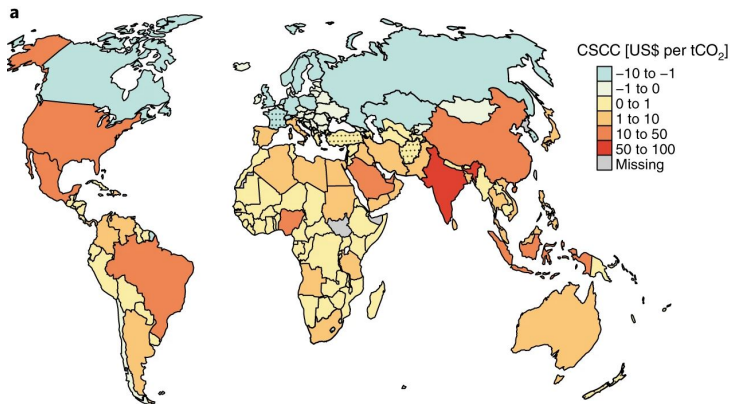 a
CSCC [US$ per tCO₂]
−10 to −1
−1 to 0
0 to 1
1 to 10
10 to 50
50 to 100
Missing